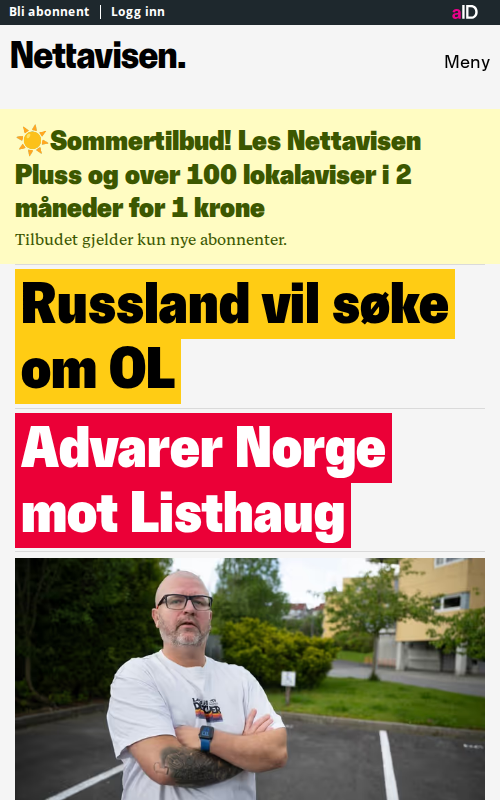 Bli abonnent | Logg inn
aID
Nettavisen.
Meny
☀️Sommertilbud! Les Nettavisen
Pluss og over 100 lokalaviser i 2
måneder for 1 krone
Tilbudet gjelder kun nye abonnenter.
Russland vil søke
om OL
Advarer Norge
mot Listhaug